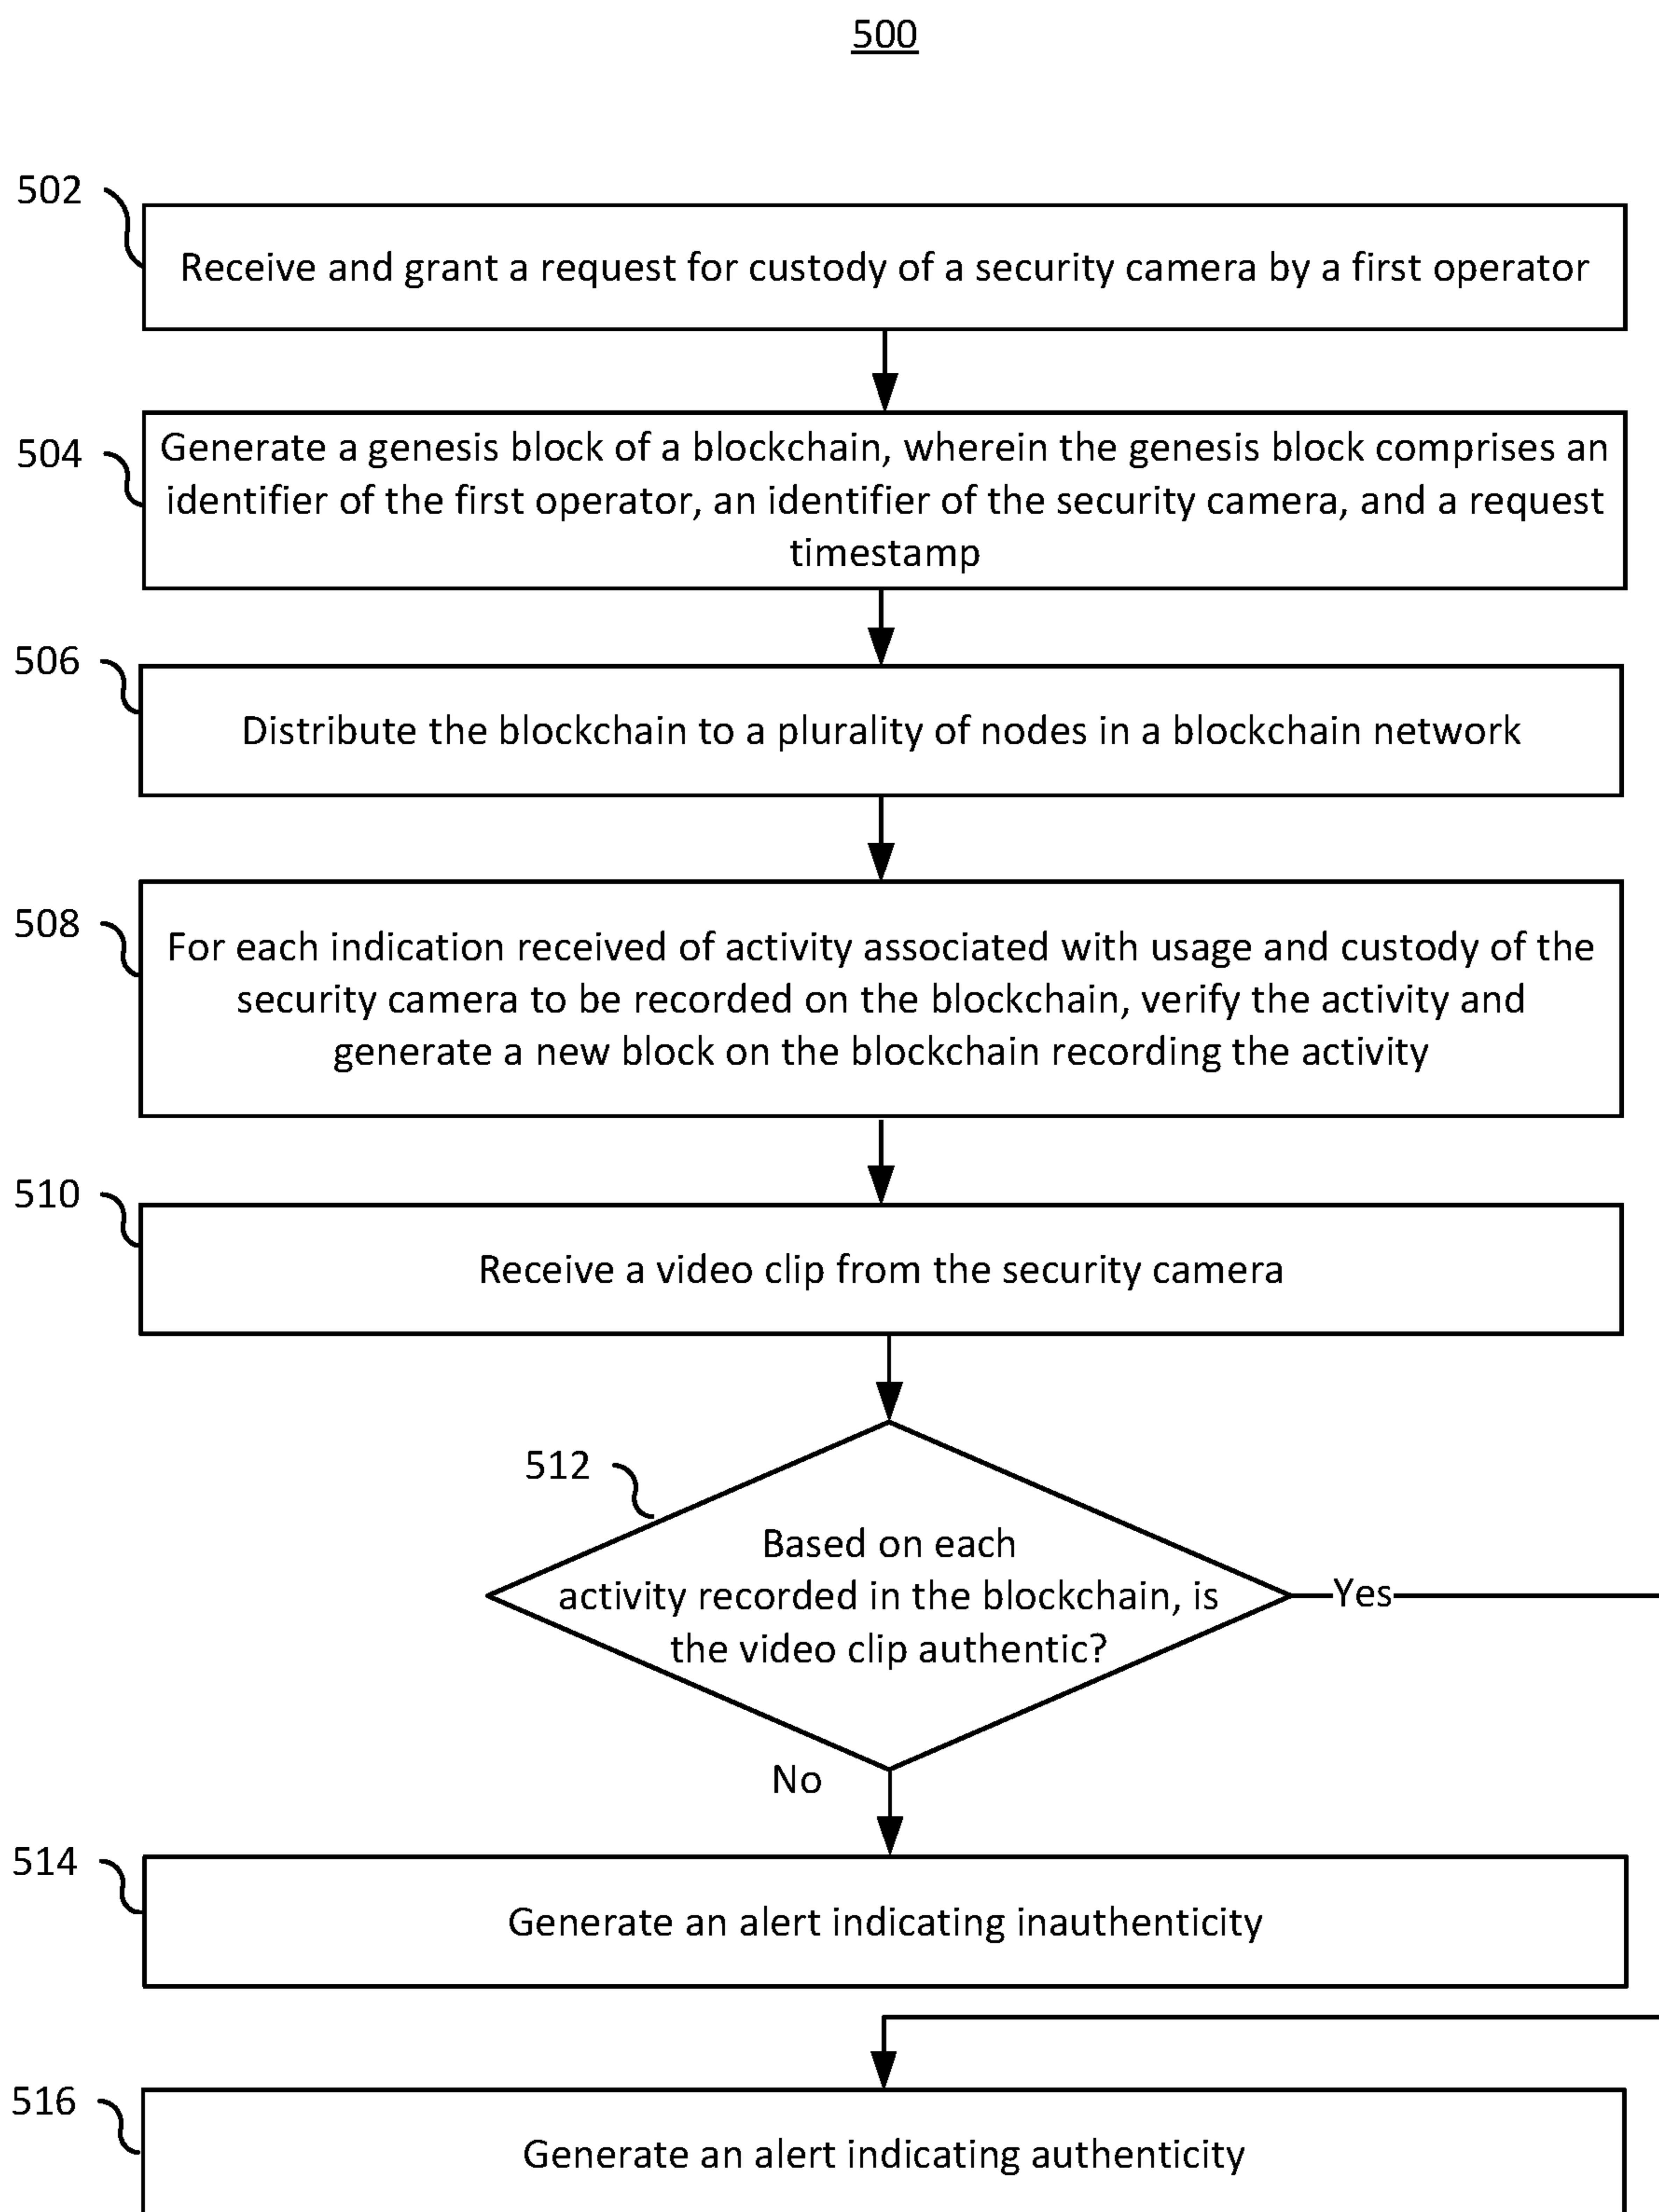 500
502
Receive and grant a request for custody of a security camera by a first operator
504
Generate a genesis block of a blockchain, wherein the genesis block comprises an
identifier of the first operator, an identifier of the security camera, and a request
timestamp
506
Distribute the blockchain to a plurality of nodes in a blockchain network
508
For each indication received of activity associated with usage and custody of the
security camera to be recorded on the blockchain, verify the activity and
generate a new block on the blockchain recording the activity
510
Receive a video clip from the security camera
512
Based on each
activity recorded in the blockchain, is
the video clip authentic?
Yes
No
514
Generate an alert indicating inauthenticity
516
Generate an alert indicating authenticity